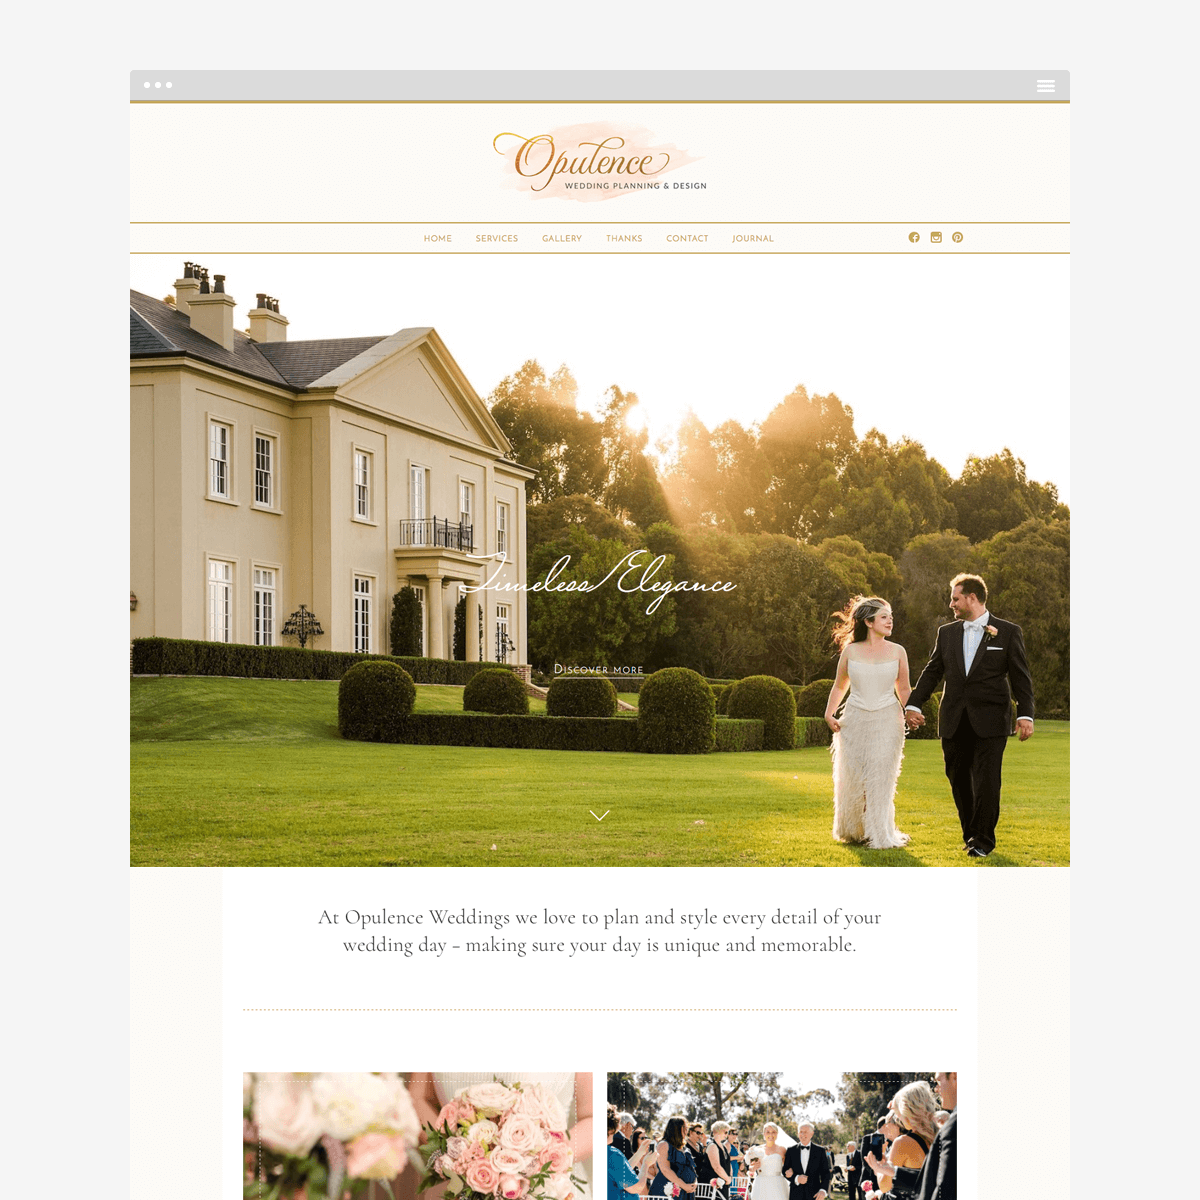 Opulence
WEDDING PLANNING & DESIGN
HOME SERVICES GALLERY THANKS CONTACT JOURNAL
Timeless Elegance
Discover more
At Opulence Weddings we love to plan and style every detail of your
wedding day – making sure your day is unique and memorable.